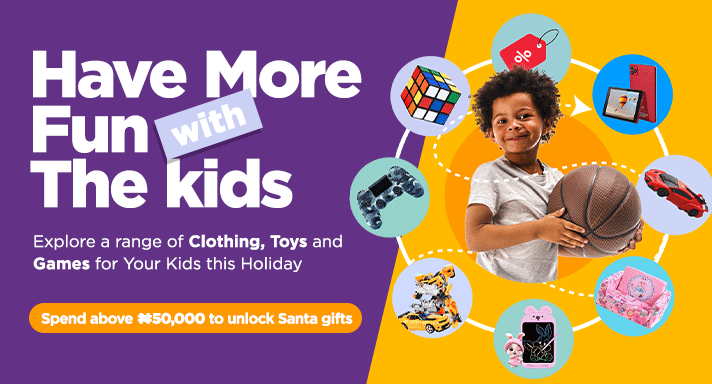 Have More
Fun with
The kids
Explore a range of Clothing, Toys and
Games for Your Kids this Holiday
Spend above ₦50,000 to unlock Santa gifts
%